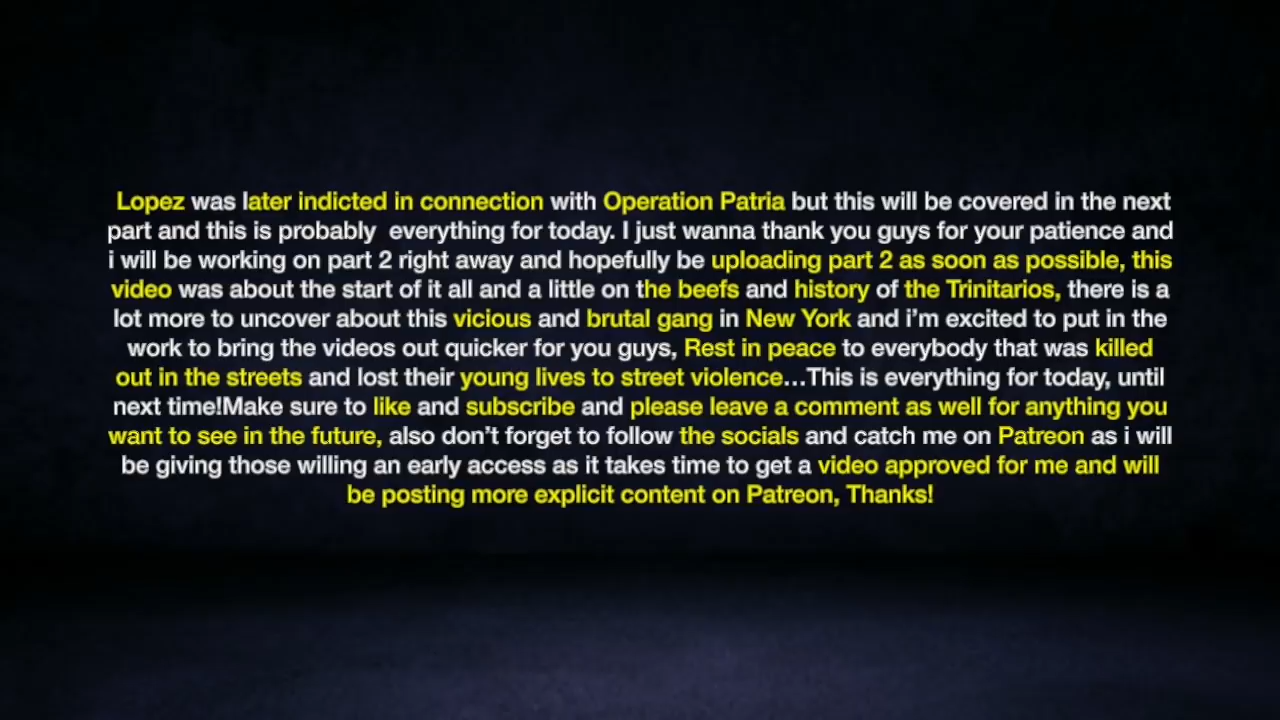 Lopez was later indicted in connection with Operation Patria but this will be covered in the next
part and this is probably  everything for today. I just wanna thank you guys for your patience and
i will be working on part 2 right away and hopefully be uploading part 2 as soon as possible, this
video was about the start of it all and a little on the beefs and history of the Trinitarios, there is a
lot more to uncover about this vicious and brutal gang in New York and i’m excited to put in the
work to bring the videos out quicker for you guys, Rest in peace to everybody that was killed
out in the streets and lost their young lives to street violence…This is everything for today, until
next time!Make sure to like and subscribe and please leave a comment as well for anything you
want to see in the future, also don’t forget to follow the socials and catch me on Patreon as i will
be giving those willing an early access as it takes time to get a video approved for me and will
be posting more explicit content on Patreon, Thanks!